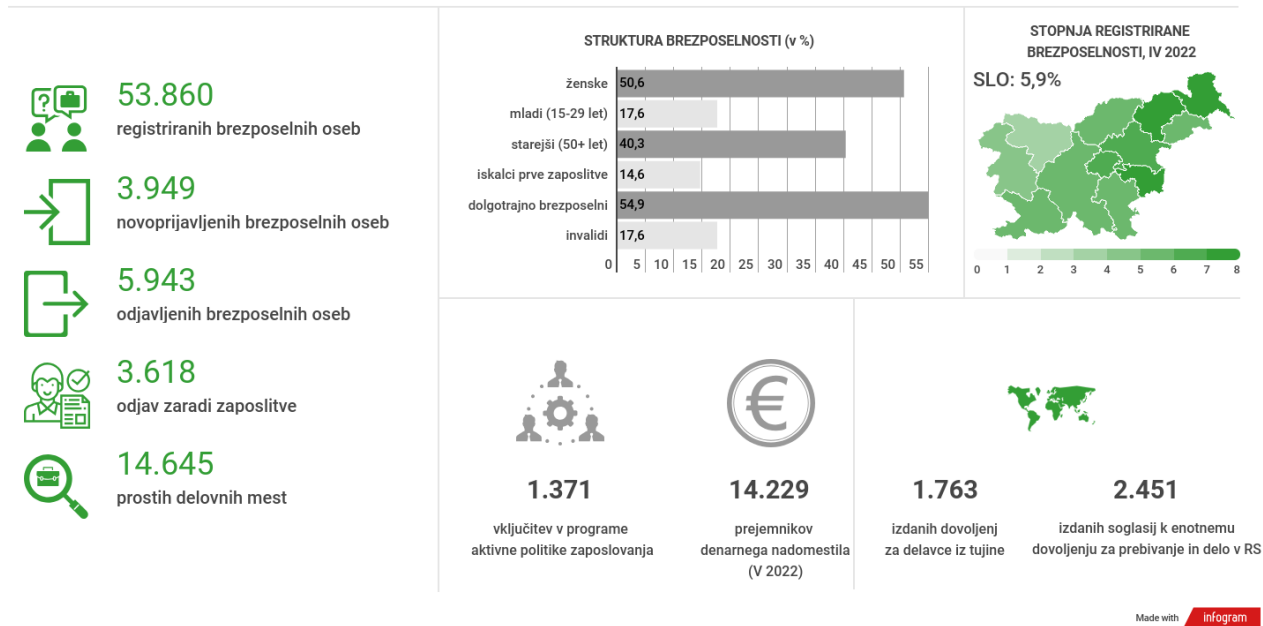 53.860
registriranih brezposelnih oseb
3.949
novoprijavljenih brezposelnih oseb
5.943
odjavljenih brezposelnih oseb
3.618
odjav zaradi zaposlitve
14.645
prostih delovnih mest
STRUKTURA BREZPOSELNOSTI (v %)
ženske 50,6
mladi (15-29 let) 17,6
starejši (50+ let) 40,3
iskalci prve zaposlitve 14,6
dolgotrajno brezposelni 54,9
invalidi 17,6
0 5 10 15 20 25 30 35 40 45 50 55
STOPNJA REGISTRIRANE
BREZPOSELNOSTI, IV 2022
SLO: 5,9%
0 1 2 3 4 5 6 7 8
1.371
vključitev v programe
aktivne politike zaposlovanja
14.229
prejemnikov
denarnega nadomestila
(V 2022)
1.763
izdanih dovoljenj
za delavce iz tujine
2.451
izdanih soglasij k enotnemu
dovoljenju za prebivanje in delo v RS
Made with infogram